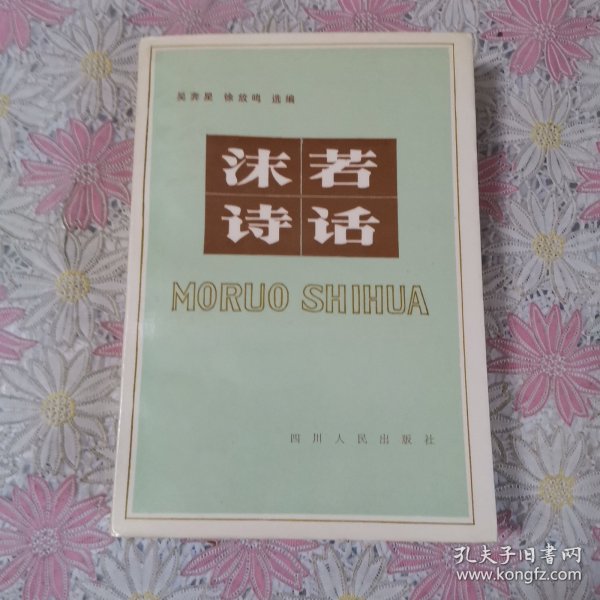 吴奔星 徐放鸣 选编
沫若
诗话
MORUO SHIHUA
四川人民出版社
孔夫子旧书网
www.kongfz.com